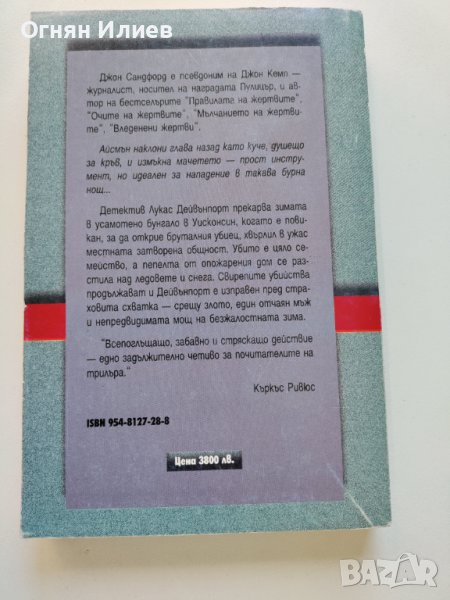 Огнян Илиев
Джон Сандфорд е псевдоним на Джон Кемп —
журналист, носител на наградата Пулицър, и ав-
тор на бестселърите "Правилата на жертвите",
"Очите на жертвите", "Мълчанието на жертви-
те", "Вледенени жертви".
Айсмън наклони глава назад като куче, душещо
за кръв, и измъкна мачетето — прост инстру-
мент, но идеален за нападение в такава бурна
нощ...
Детектив Лукас Дейвънпорт прекарва зимата
в усамотено бунгало в Уисконсин, когато е пови-
кан, за да открие бруталния убиец, хвърлил в ужас
местната затворена общност. Убито е цяло се-
мейство, а пепелта от опожарения дом се раз-
стила над ледовете и снега. Свирепите убийства
продължават и Дейвънпорт е изправен пред стра-
ховита схватка — срещу злото, един отчаян мъж
и непредвидимата мощ на безжалостната зима.
"Всепоглъщащо, забавно и стряскащо действие
— едно задължително четиво за почитателите на
трилъра."
Къркъс Ривюс
ISBN 954-8127-28-8
Цена 3800 лв.
BAZAR